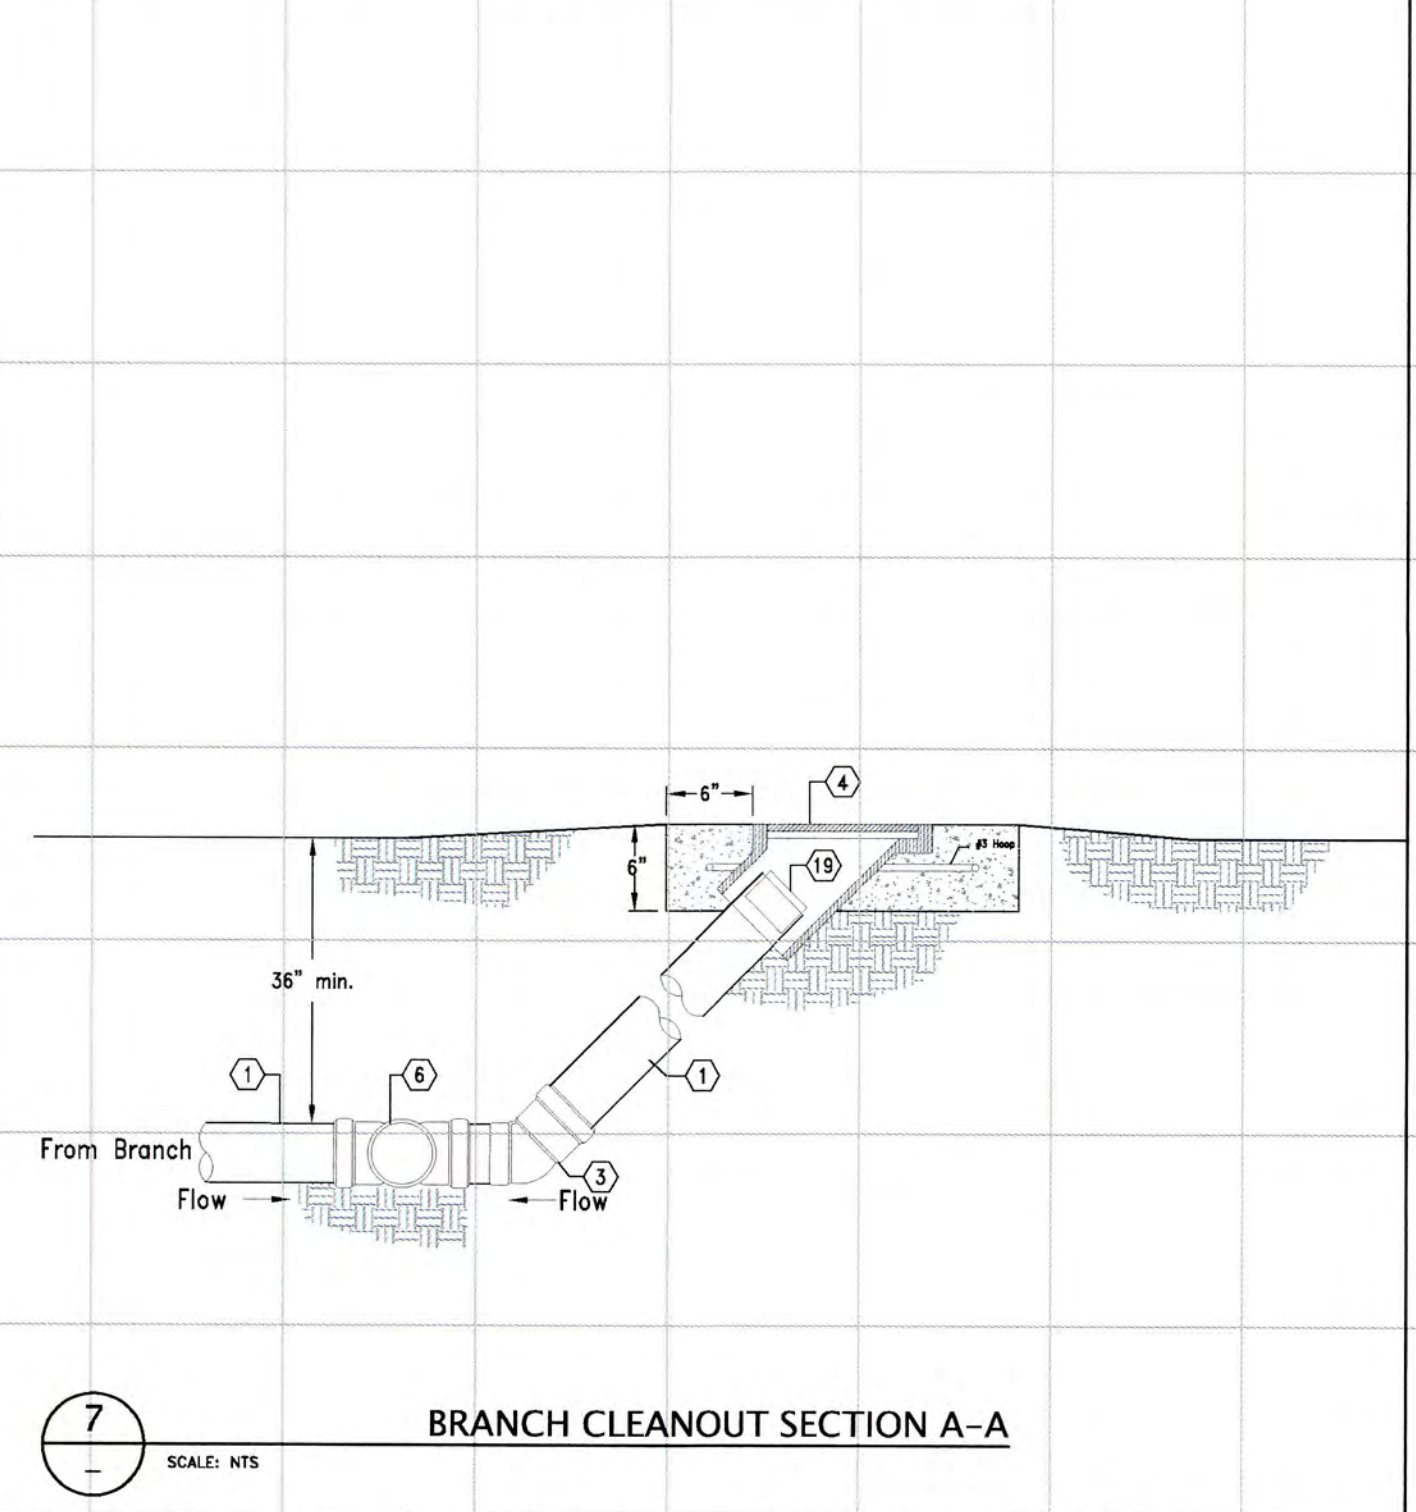 6"
4
6"
#3 Hoop
19
36" min.
1
6
1
From Branch
3
Flow
Flow
7
BRANCH CLEANOUT SECTION A-A
–
SCALE: NTS